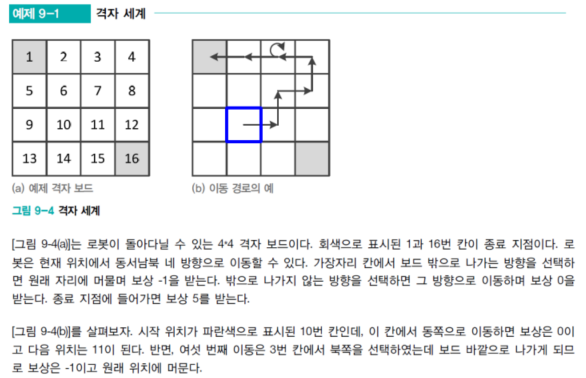 예제 9-1 격자 세계
1 2 3 4
5 6 7 8
9 10 11 12
13 14 15 16
(a) 예제 격자 보드 (b) 이동 경로의 예
그림 9-4 격자 세계
[그림 9-4(a)]는 로봇이 돌아다닐 수 있는 4*4 격자 보드이다. 회색으로 표시된 1과 16번 칸이 종료 지점이다. 로
봇은 현재 위치에서 동서남북 네 방향으로 이동할 수 있다. 가장자리 칸에서 보드 밖으로 나가는 방향을 선택하
면 원래 자리에 머물며 보상 -1을 받는다. 밖으로 나가지 않는 방향을 선택하면 그 방향으로 이동하며 보상 0을
받는다. 종료 지점에 들어가면 보상 5를 받는다.
[그림 9-4(b)]를 살펴보자. 시작 위치가 파란색으로 표시된 10번 칸인데, 이 칸에서 동쪽으로 이동하면 보상은 0이
고 다음 위치는 11이 된다. 반면, 여섯 번째 이동은 3번 칸에서 북쪽을 선택하였는데 보드 바깥으로 나가게 되므
로 보상은 -1이고 원래 위치에 머문다.